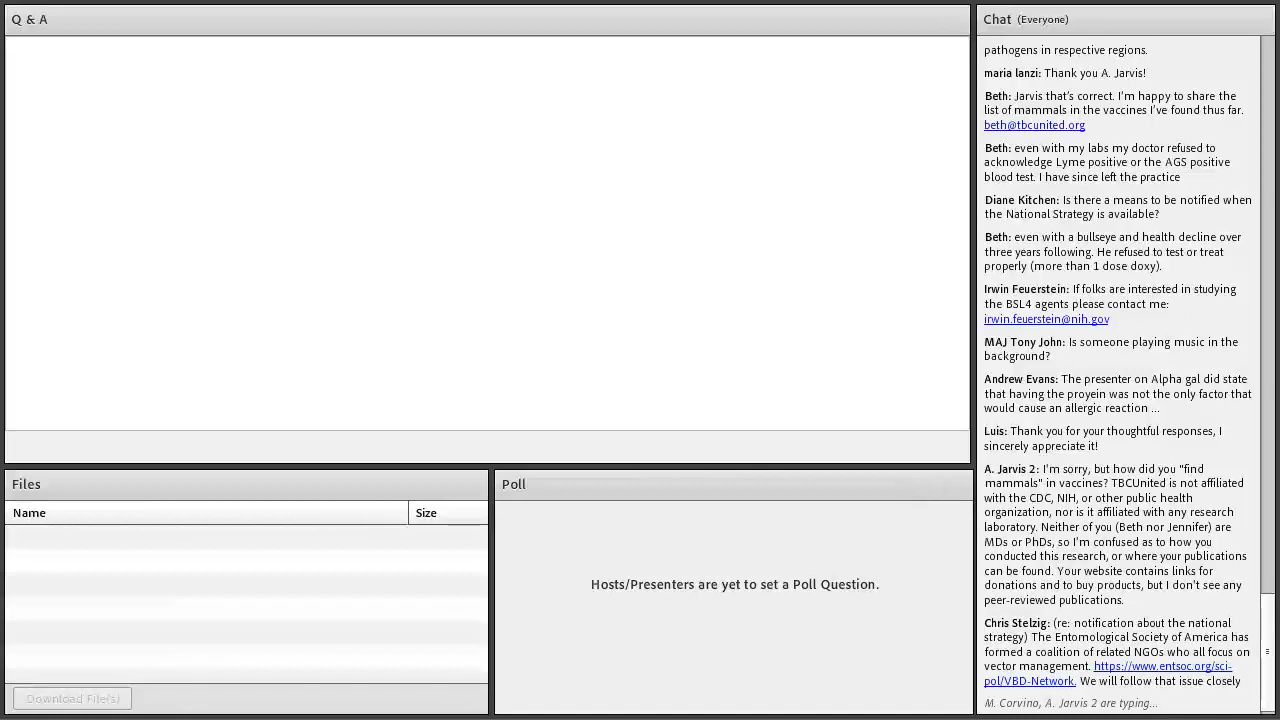 Q & A
Files
Name
Size
Download File(s)
Poll
Hosts/Presenters are yet to set a Poll Question.
Chat (Everyone)
pathogens in respective regions.
maria lanzi: Thank you A. Jarvis!
Beth: Jarvis that's correct. I'm happy to share the
list of mammals in the vaccines I've found thus far.
beth@tbcunited.org
Beth: even with my labs my doctor refused to
acknowledge Lyme positive or the AGS positive
blood test. I have since left the practice
Diane Kitchen: Is there a means to be notified when
the National Strategy is available?
Beth: even with a bullseye and health decline over
three years following. He refused to test or treat
properly (more than 1 dose doxy).
Irwin Feuerstein: If folks are interested in studying
the BSL4 agents please contact me:
irwin.feuerstein@nih.gov
MAJ Tony John: Is someone playing music in the
background?
Andrew Evans: The presenter on Alpha gal did state
that having the proyein was not the only factor that
would cause an allergic reaction ...
Luis: Thank you for your thoughtful responses, I
sincerely appreciate it!
A. Jarvis 2: I'm sorry, but how did you "find
mammals" in vaccines? TBCUnited is not affiliated
with the CDC, NIH, or other public health
organization, nor is it affiliated with any research
laboratory. Neither of you (Beth nor Jennifer) are
MDs or PhDs, so I'm confused as to how you
conducted this research, or where your publications
can be found. Your website contains links for
donations and to buy products, but I don't see any
peer-reviewed publications.
Chris Stelzig: (re: notification about the national
strategy) The Entomological Society of America has
formed a coalition of related NGOs who all focus on
vector management. https://www.entsoc.org/sci-
pol/VBD-Network. We will follow that issue closely
M. Corvino, A. Jarvis 2 are typing...